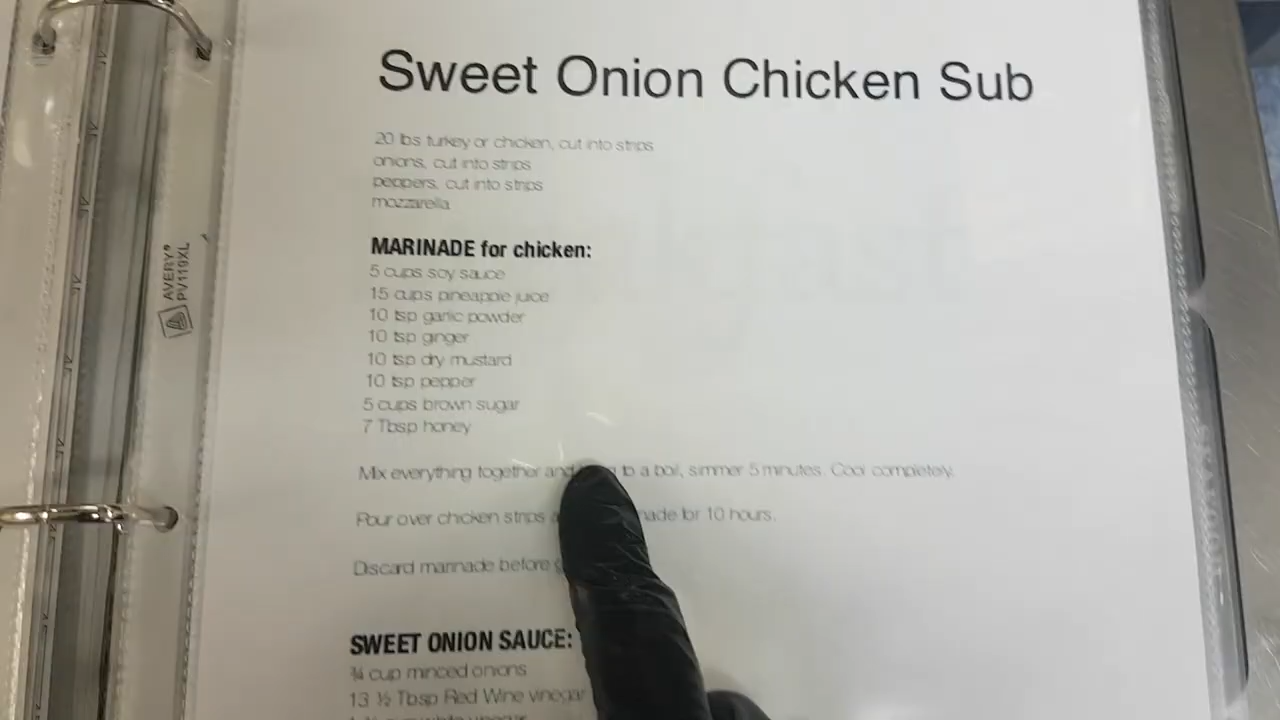 Sweet Onion Chicken Sub
20 lbs turkey or chicken, cut into strips
onions, cut into strips
peppers, cut into strips
mozzarella
MARINADE for chicken:
5 cups soy sauce
15 cups pineapple juice
10 tsp garlic powder
10 tsp ginger
10 tsp dry mustard
10 tsp pepper
5 cups brown sugar
7 Tbsp honey
Mix everything together and to a boil, simmer 5 minutes. Cool completely.
Pour over chicken strips for 10 hours.
Discard marinade before
SWEET ONION SAUCE:
¾ cup minced onions
13 ½ Tbsp Red Wine vinegar
AVERY®
PV119XL